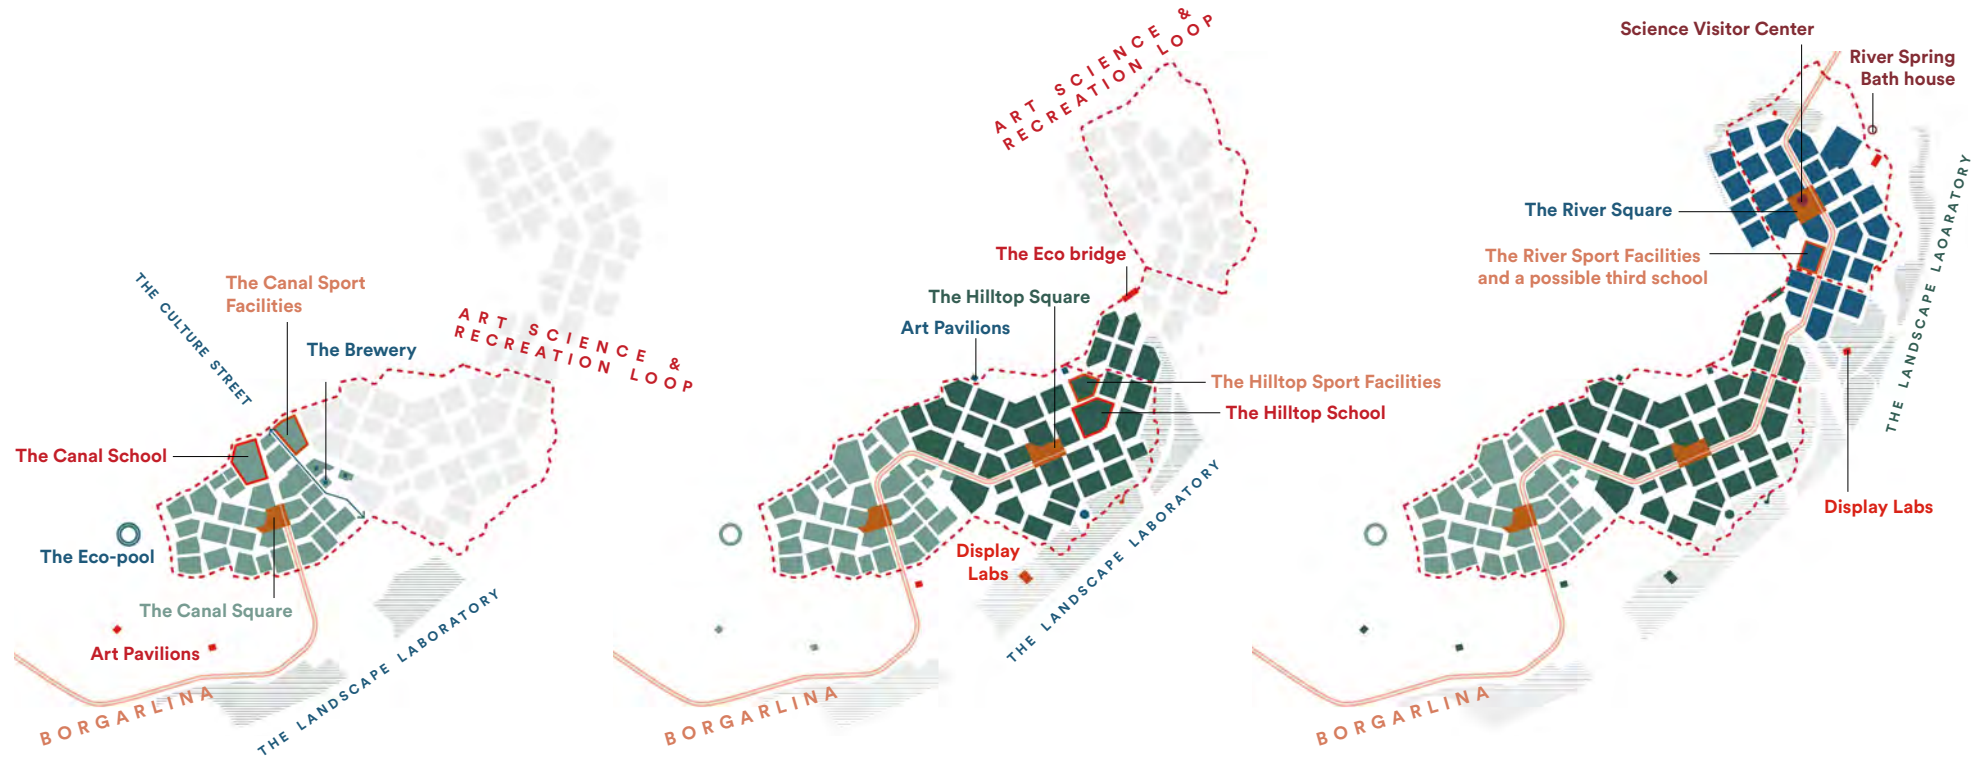 THE CULTURE STREET
The Canal Sport
Facilities
The Brewery
ART SCIENCE &
RECREATION LOOP
The Canal School
The Eco-pool
The Canal Square
Art Pavilions
BORGARLINA
THE LANDSCAPE LABORATORY
ART SCIENCE &
RECREATION LOOP
The Eco bridge
The Hilltop Square
Art Pavilions
The Hilltop Sport Facilities
The Hilltop School
Display
Labs
THE LANDSCAPE LABORATORY
BORGARLINA
Science Visitor Center
River Spring
Bath house
The River Square
The River Sport Facilities
and a possible third school
THE LANDSCAPE LAORATORY
Display Labs
BORGARLINA